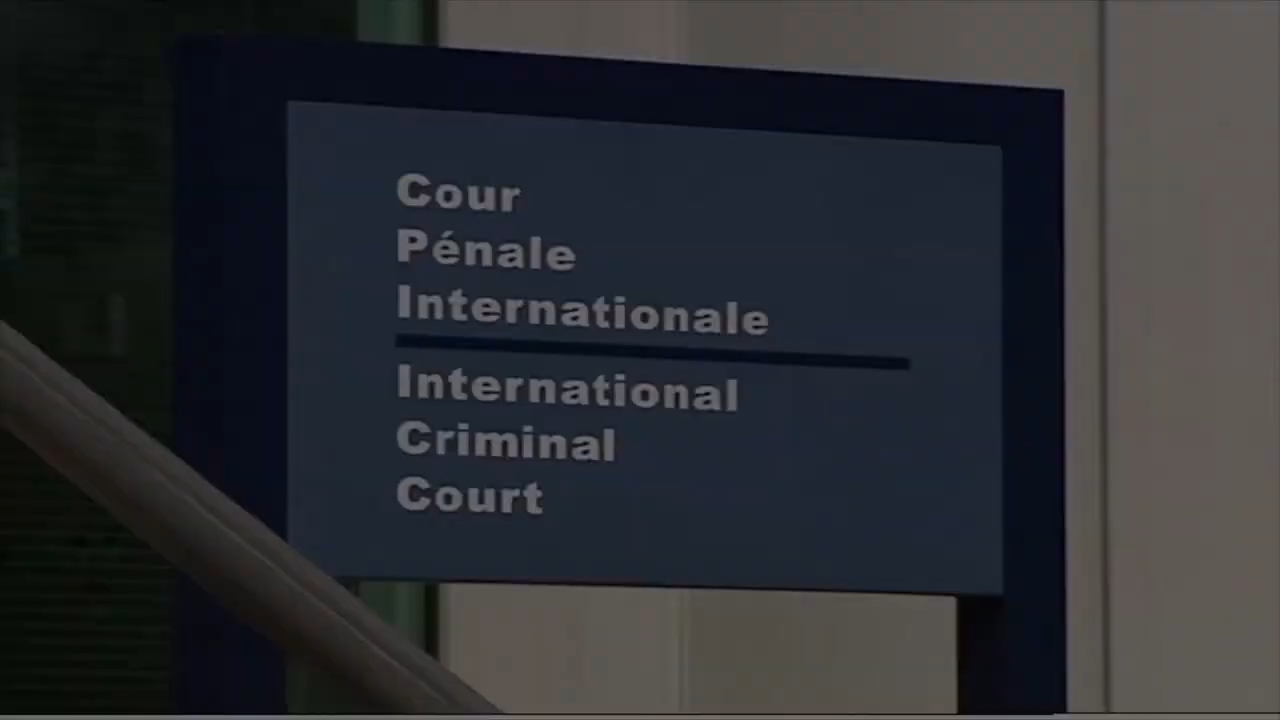 Cour
Pénale
Internationale
International
Criminal
Court